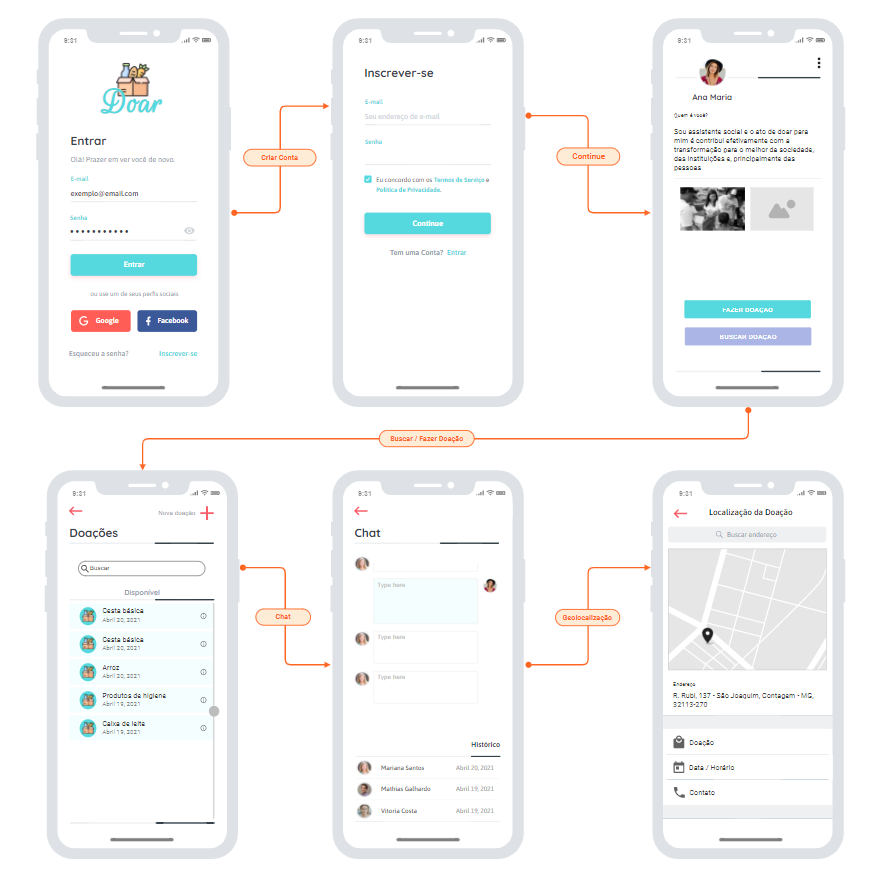 9:31
Doar
Entrar
Olá! Prazer em ver você de novo.
E-mail
exemplo@email.com
Senha
Entrar
ou use um de seus perfis sociais
Google
Facebook
Esqueceu a senha?
Inscrever-se
Criar Conta
9:31
Inscrever-se
E-mail
Seu endereço de e-mail
Senha
Eu concordo com os Termos de Serviço e
Política de Privacidade.
Continue
Tem uma Conta? Entrar
Continue
9:31
Ana Maria
Quem é você?
Sou assistente social e o ato de doar para
mim é contribui efetivamente com a
transformação para o melhor da sociedade,
das instituições e, principalmente das
pessoas
FAZER DOAÇÃO
BUSCAR DOAÇÃO
Buscar / Fazer Doação
9:31
Nova doação
Doações
Buscar
Disponível
Cesta básica
Abril 20, 2021
Cesta básica
Abril 20, 2021
Arroz
Abril 20, 2021
Produtos de higiene
Abril 19, 2021
Caixa de leite
Abril 19, 2021
Chat
9:31
Chat
Type here
Type here
Type here
Histórico
Mariana Santos
Abril 20, 2021
Mathias Galhardo
Abril 19, 2021
Vitoria Costa
Abril 19, 2021
Geolocalização
9:31
Localização da Doação
Buscar endereço
Endereço
R. Rubi, 137 - São Joaquim, Contagem - MG,
32113-270
Doação
Data / Horário
Contato